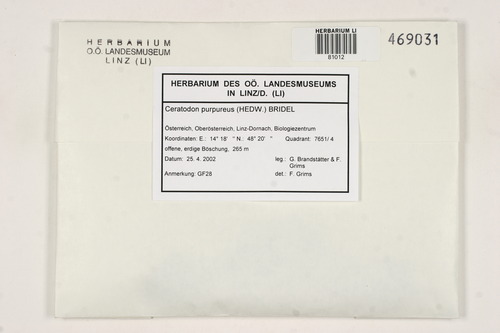 HERBARIUM
O.Ö. LANDESMUSEUM
LINZ (LI)
HERBARIUM LI
81012
469031
HERBARIUM DES OÖ. LANDESMUSEUMS
IN LINZ/D. (LI)
Ceratodon purpureus (HEDW.) BRIDEL
Österreich, Oberösterreich, Linz-Dornach, Biologiezentrum
Koordinaten: E.: 14° 18' " N.: 48° 20' " Quadrant: 7651/ 4
offene, erdige Böschung, 265 m
Datum: 25. 4. 2002 leg.: G. Brandstätter & F.
Grims
Anmerkung: GF28 det.: F. Grims